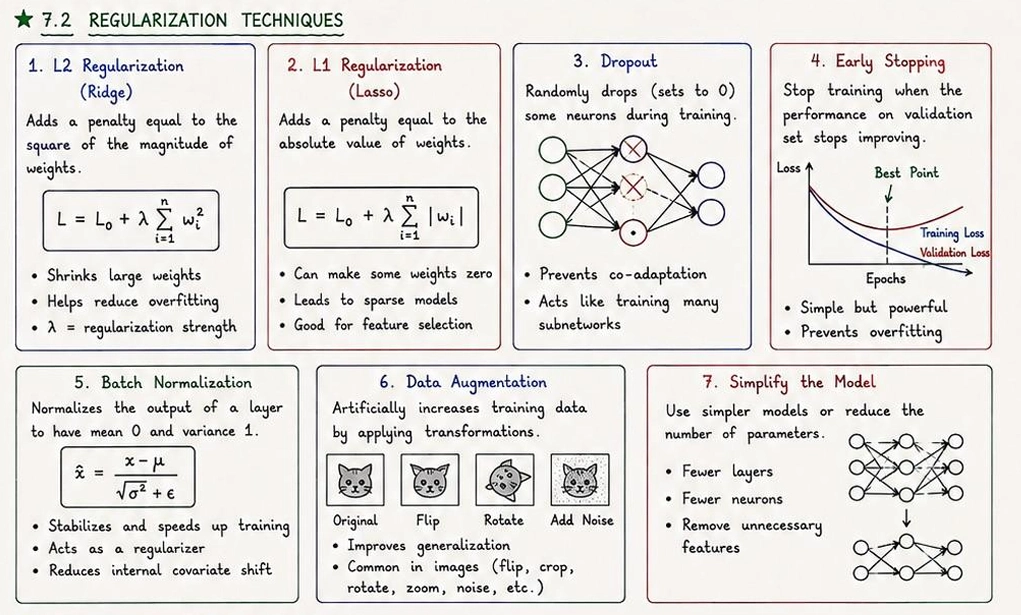 ★ 7.2 REGULARIZATION TECHNIQUES
1. L2 Regularization
(Ridge)
Adds a penalty equal to the
square of the magnitude of
weights.
L = L₀ + λ ∑ⁿᵢ₌₁ wᵢ²
• Shrinks large weights
• Helps reduce overfitting
• λ = regularization strength
2. L1 Regularization
(Lasso)
Adds a penalty equal to the
absolute value of weights.
L = L₀ + λ ∑ⁿᵢ₌₁ |wᵢ|
• Can make some weights zero
• Leads to sparse models
• Good for feature selection
3. Dropout
Randomly drops (sets to 0)
some neurons during training.
• Prevents co-adaptation
• Acts like training many
subnetworks
4. Early Stopping
Stop training when the
performance on validation
set stops improving.
Loss
Best Point
Training Loss
Validation Loss
Epochs
• Simple but powerful
• Prevents overfitting
5. Batch Normalization
Normalizes the output of a layer
to have mean 0 and variance 1.
x̂ = (x - μ) / √(σ² + ϵ)
• Stabilizes and speeds up training
• Acts as a regularizer
• Reduces internal covariate shift
6. Data Augmentation
Artificially increases training data
by applying transformations.
Original Flip Rotate Add Noise
• Improves generalization
• Common in images (flip, crop,
rotate, zoom, noise, etc.)
7. Simplify the Model
Use simpler models or reduce the
number of parameters.
• Fewer layers
• Fewer neurons
• Remove unnecessary
features